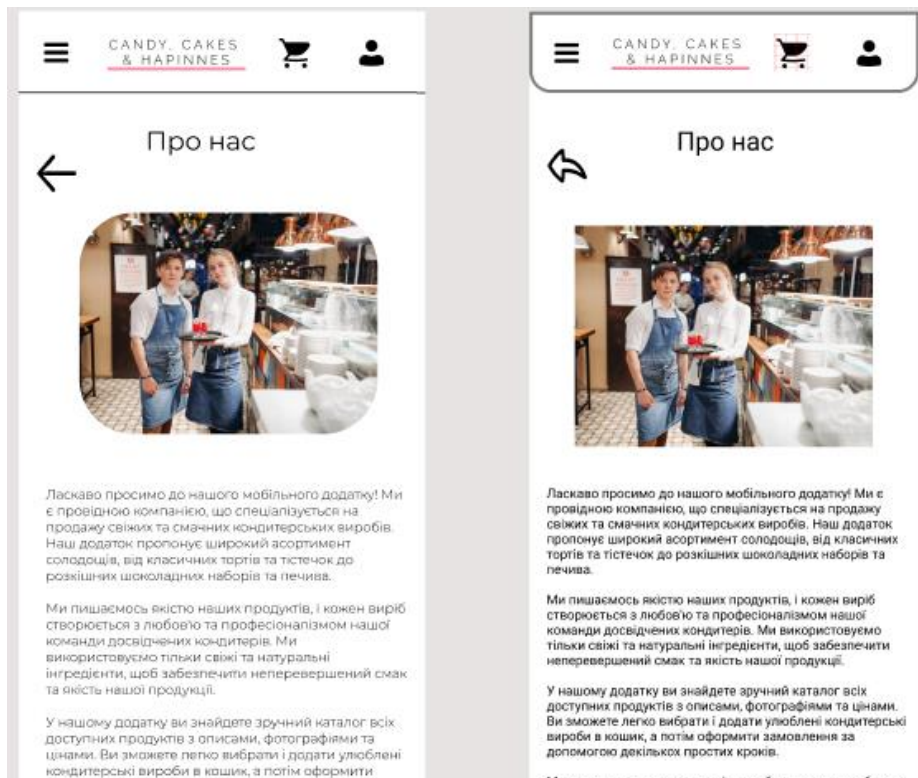 CANDY, CAKES
& HAPINNES
Про нас
Ласкаво просимо до нашого мобільного додатку! Ми
є провідною компанією, що спеціалізується на
продажу свіжих та смачних кондитерських виробів.
Наш додаток пропонує широкий асортимент
солодощів, від класичних тортів та тістечок до
розкішних шоколадних наборів та печива.
Ми пишаємось якістю наших продуктів, і кожен виріб
створюється з любов'ю та професіоналізмом нашої
команди досвідчених кондитерів. Ми
використовуємо тільки свіжі та натуральні
інгредієнти, щоб забезпечити неперевершений смак
та якість нашої продукції.
У нашому додатку ви знайдете зручний каталог всіх
доступних продуктів з описами, фотографіями та
цінами. Ви зможете легко вибрати і додати улюблені
кондитерські вироби в кошик, а потім оформити
CANDY, CAKES
& HAPINNES
Про нас
Ласкаво просимо до нашого мобільного додатку! Ми є
провідною компанією, що спеціалізується на продажу
свіжих та смачних кондитерських виробів. Наш додаток
пропонує широкий асортимент солодощів, від класичних
тортів та тістечок до розкішних шоколадних наборів та
печива.
Ми пишаємось якістю наших продуктів, і кожен виріб
створюється з любов'ю та професіоналізмом нашої
команди досвідчених кондитерів. Ми використовуємо
тільки свіжі та натуральні інгредієнти, щоб забезпечити
неперевершений смак та якість нашої продукції.
У нашому додатку ви знайдете зручний каталог всіх
доступних продуктів з описами, фотографіями та цінами.
Ви зможете легко вибрати і додати улюблені кондитерські
вироби в кошик, а потім оформити замовлення за
допомогою декількох простих кроків.